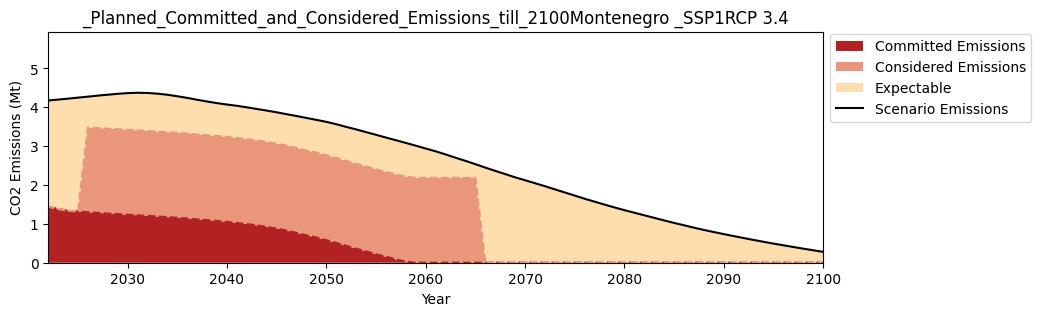 _Planned_Committed_and_Considered_Emissions_till_2100Montenegro _SSP1RCP 3.4
Committed Emissions
Considered Emissions
Expectable
Scenario Emissions
CO2 Emissions (Mt)
5
4
3
2
1
0
2030 2040 2050 2060 2070 2080 2090 2100
Year